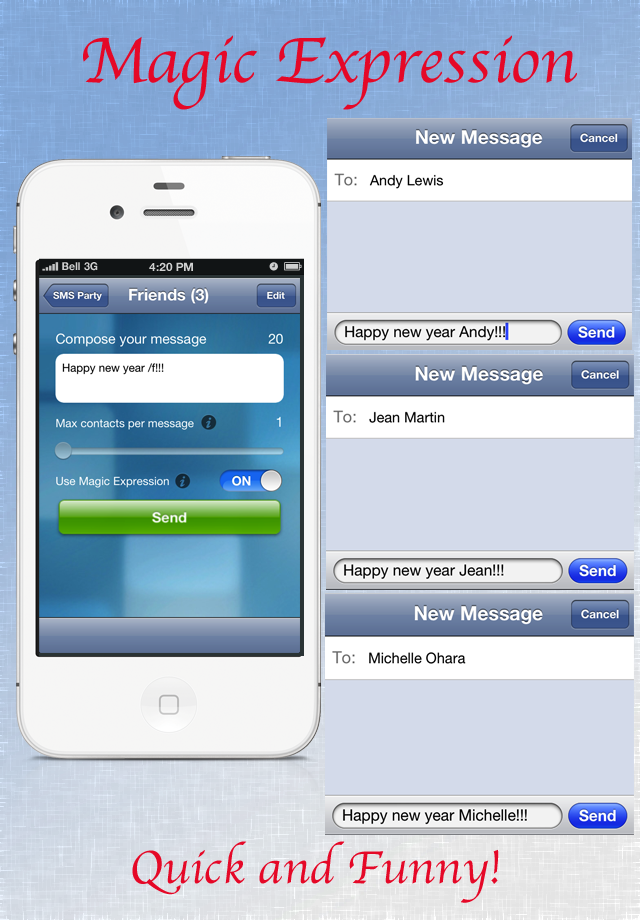 Magic Expression
Bell 3G 4:20 PM
SMS Party Friends (3) Edit
Compose your message 20
Happy new year /f!!!
Max contacts per message i 1
Use Magic Expression i ON
Send
New Message Cancel
To: Andy Lewis
Happy new year Andy!!! Send
New Message Cancel
To: Jean Martin
Happy new year Jean!!! Send
New Message Cancel
To: Michelle Ohara
Happy new year Michelle!!! Send
Quick and Funny!